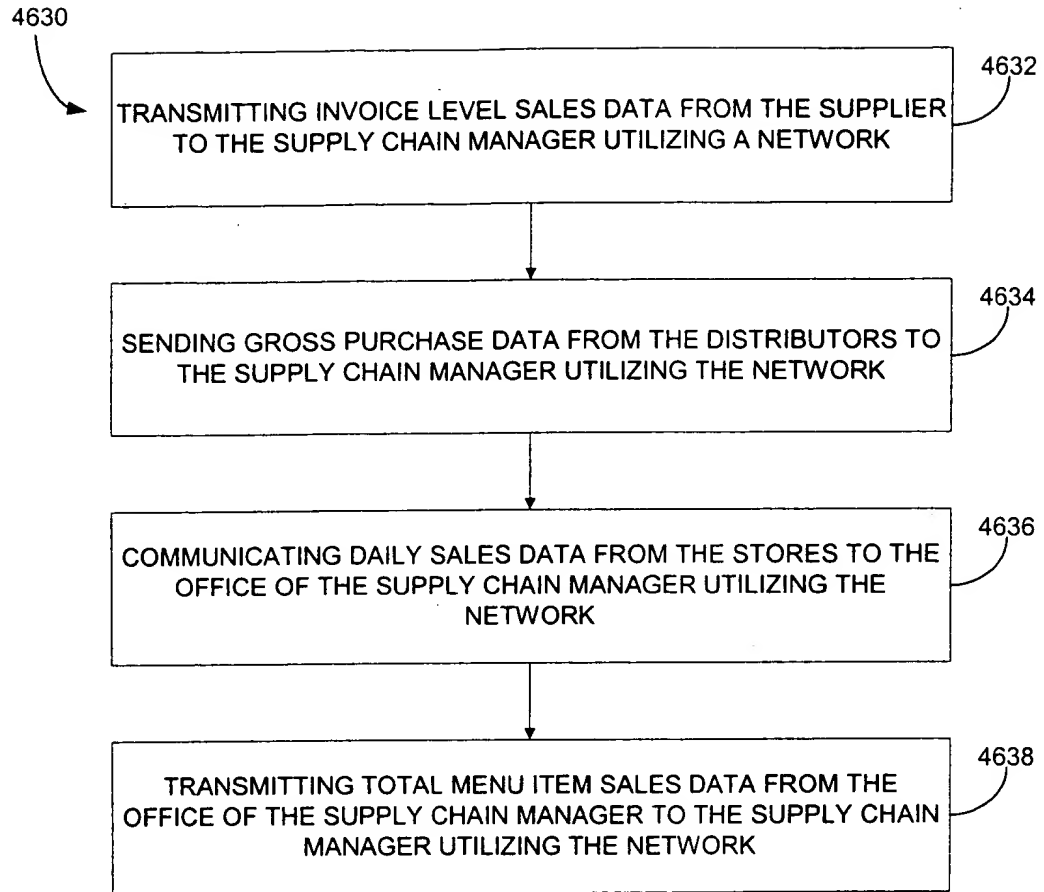 4630
4632
TRANSMITTING INVOICE LEVEL SALES DATA FROM THE SUPPLIER
TO THE SUPPLY CHAIN MANAGER UTILIZING A NETWORK
4634
SENDING GROSS PURCHASE DATA FROM THE DISTRIBUTORS TO
THE SUPPLY CHAIN MANAGER UTILIZING THE NETWORK
4636
COMMUNICATING DAILY SALES DATA FROM THE STORES TO THE
OFFICE OF THE SUPPLY CHAIN MANAGER UTILIZING THE
NETWORK
4638
TRANSMITTING TOTAL MENU ITEM SALES DATA FROM THE
OFFICE OF THE SUPPLY CHAIN MANAGER TO THE SUPPLY CHAIN
MANAGER UTILIZING THE NETWORK